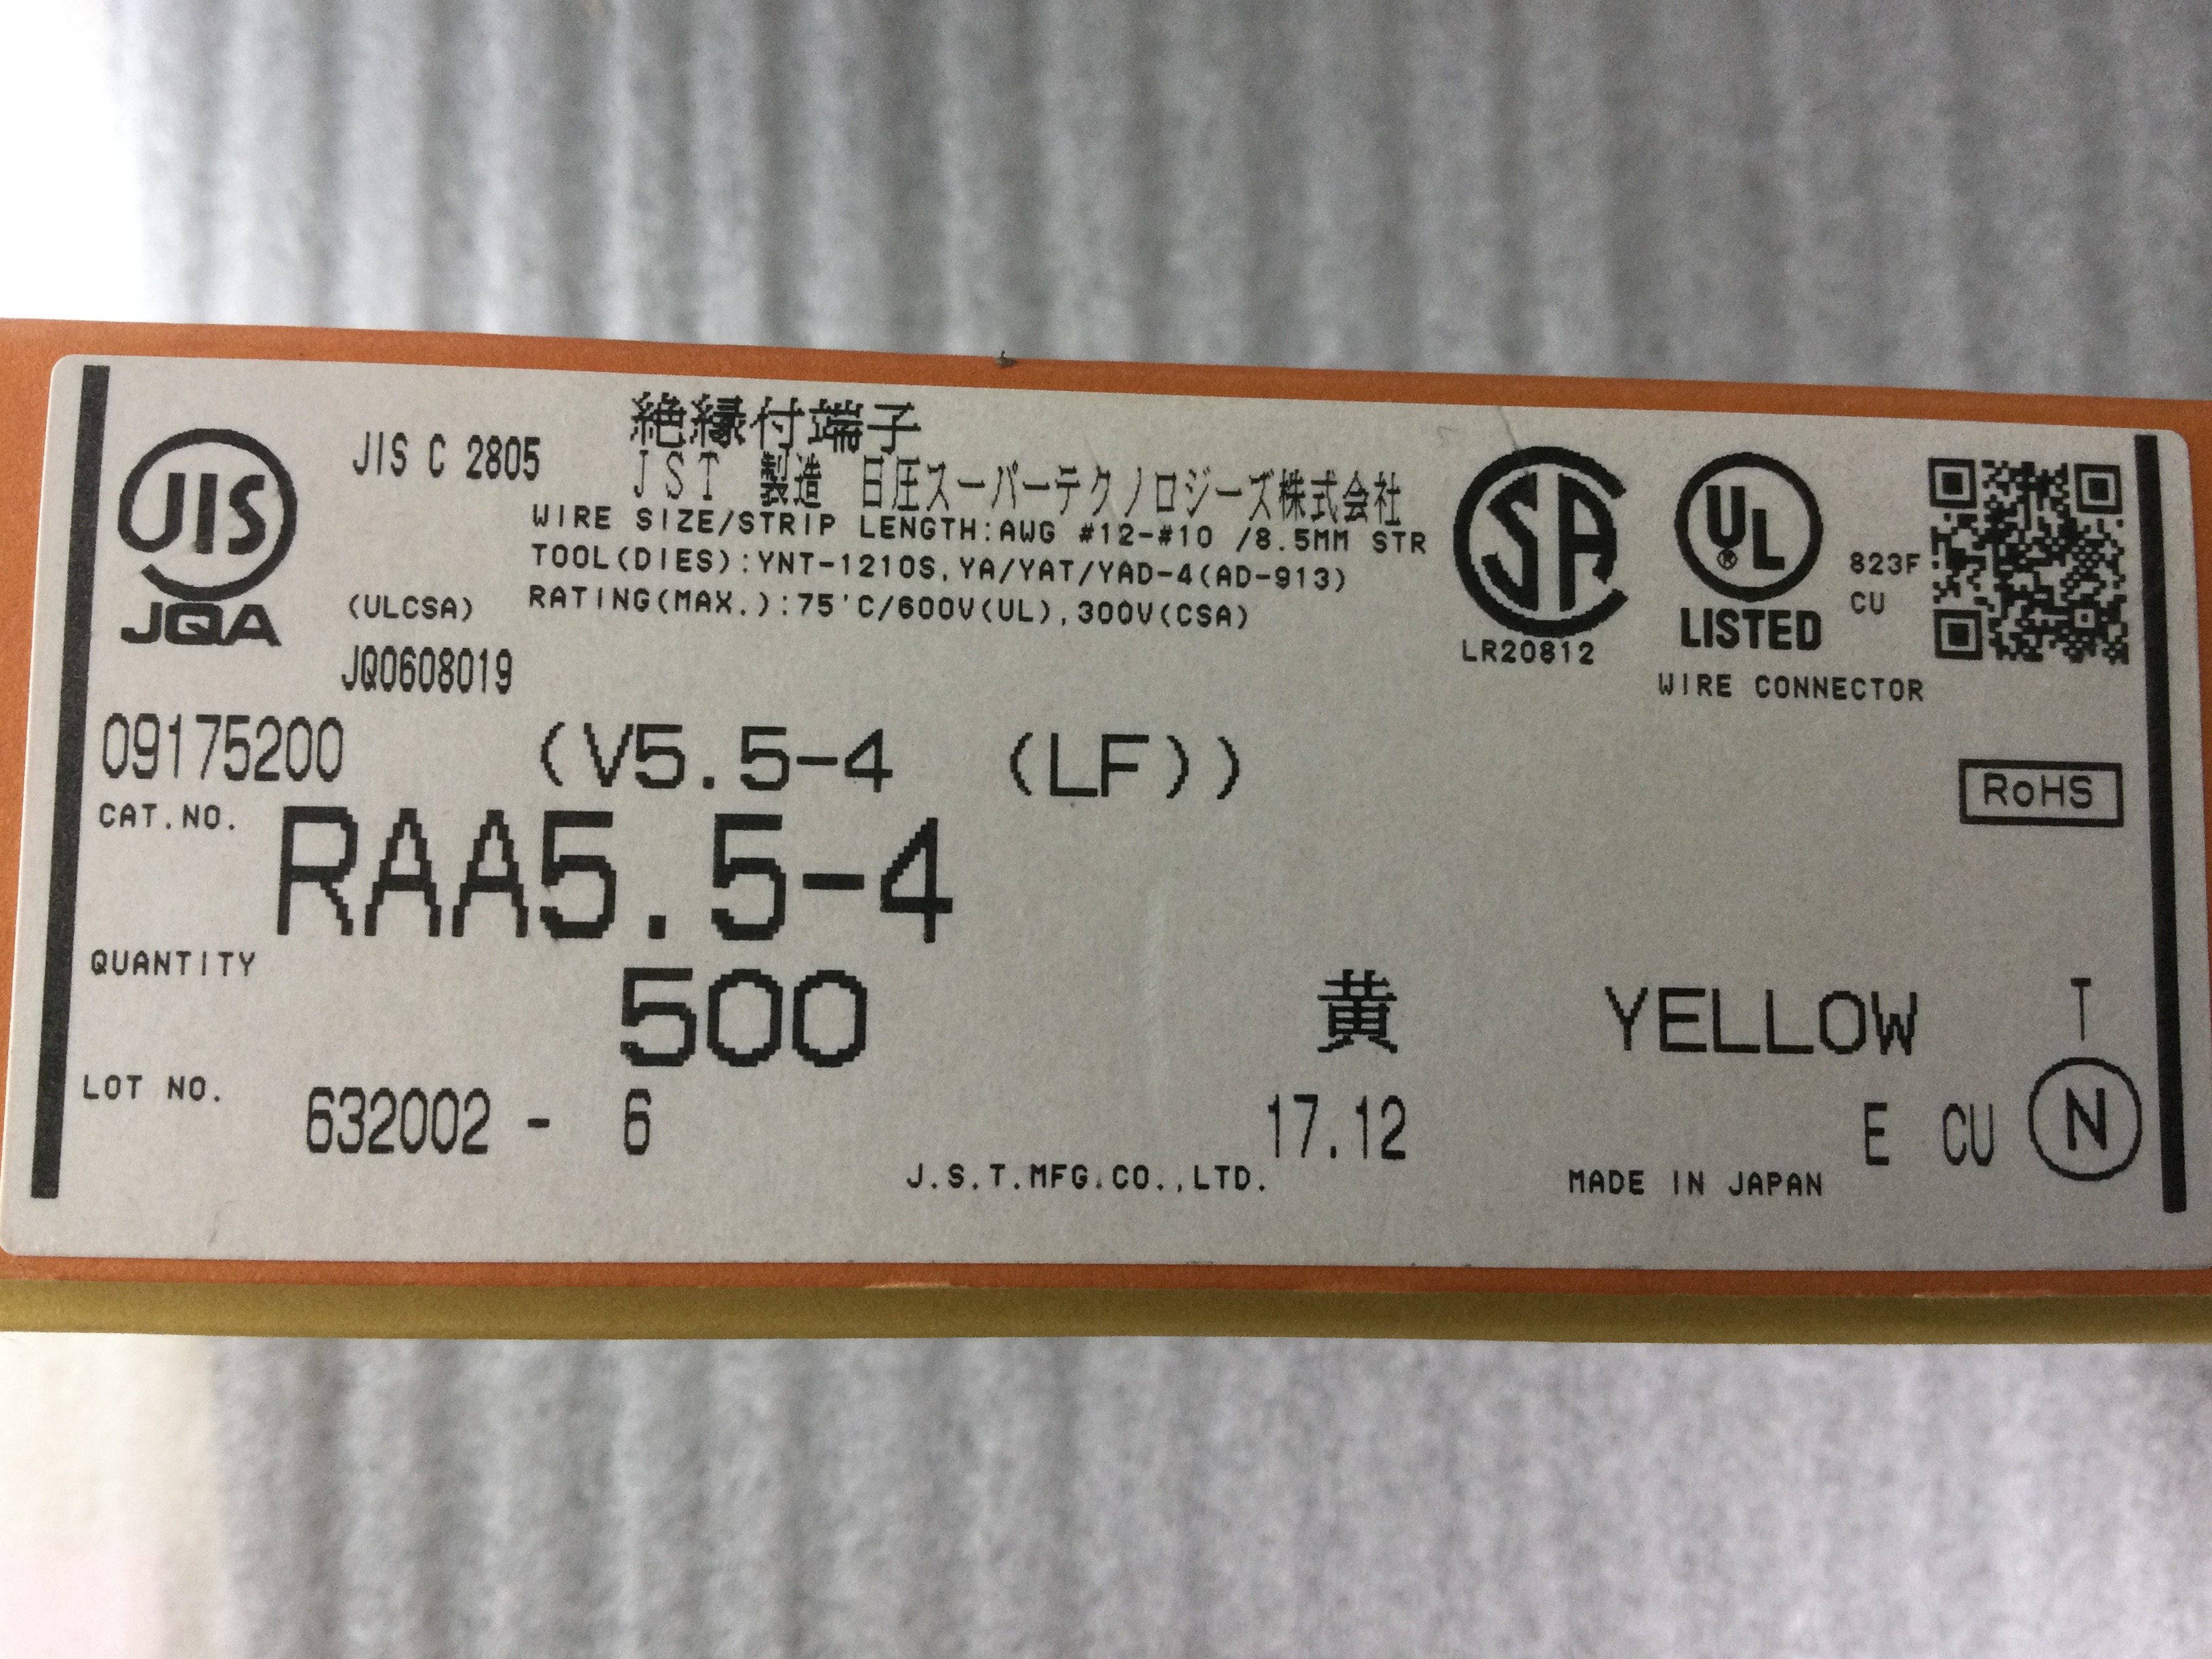 JIS
JQA
JIS C 2805
(ULCSA)
JQ0608019
絶縁付端子
JST 製造 日圧スーパーテクノロジーズ株式会社
WIRE SIZE/STRIP LENGTH:AWG #12-#10 /8.5MM STR
TOOL(DIES):YNT-1210S,YA/YAT/YAD-4(AD-913)
RATING(MAX.):75'C/600V(UL),300V(CSA)
SA
LR20812
UL
®
LISTED
823F
CU
WIRE CONNECTOR
09175200 (V5.5-4 (LF))
RoHS
CAT.NO. RAA5.5-4
QUANTITY 500 黄 YELLOW T
LOT NO. 632002 - 6 17.12 E CU N
J.S.T.MFG.CO.,LTD. MADE IN JAPAN